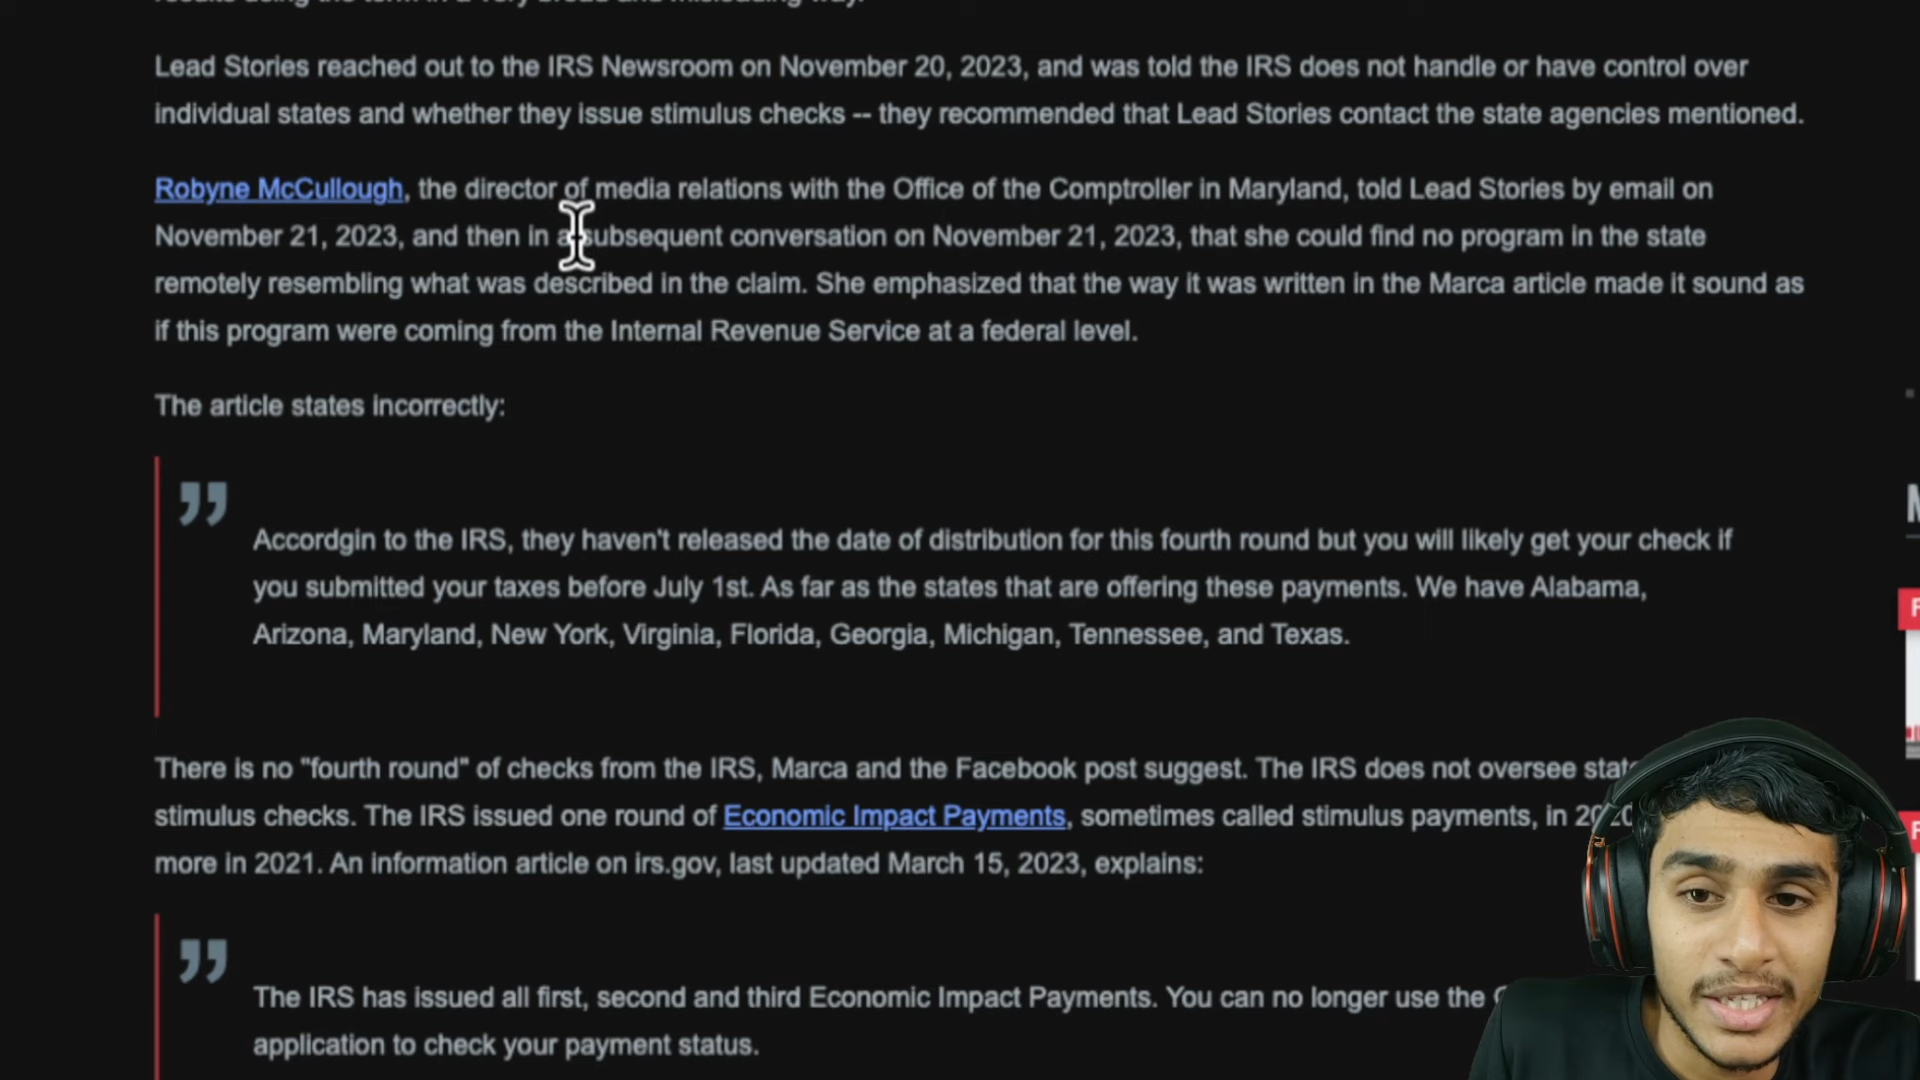 Lead Stories reached out to the IRS Newsroom on November 20, 2023, and was told the IRS does not handle or have control over
individual states and whether they issue stimulus checks -- they recommended that Lead Stories contact the state agencies mentioned.
Robyne McCullough, the director of media relations with the Office of the Comptroller in Maryland, told Lead Stories by email on
November 21, 2023, and then in a subsequent conversation on November 21, 2023, that she could find no program in the state
remotely resembling what was described in the claim. She emphasized that the way it was written in the Marca article made it sound as
if this program were coming from the Internal Revenue Service at a federal level.
The article states incorrectly:
Accordgin to the IRS, they haven't released the date of distribution for this fourth round but you will likely get your check if
you submitted your taxes before July 1st. As far as the states that are offering these payments. We have Alabama,
Arizona, Maryland, New York, Virginia, Florida, Georgia, Michigan, Tennessee, and Texas.
There is no "fourth round" of checks from the IRS, Marca and the Facebook post suggest. The IRS does not oversee
stimulus checks. The IRS issued one round of Economic Impact Payments, sometimes called stimulus payments, in
more in 2021. An information article on irs.gov, last updated March 15, 2023, explains:
The IRS has issued all first, second and third Economic Impact Payments. You can no longer use the
application to check your payment status.